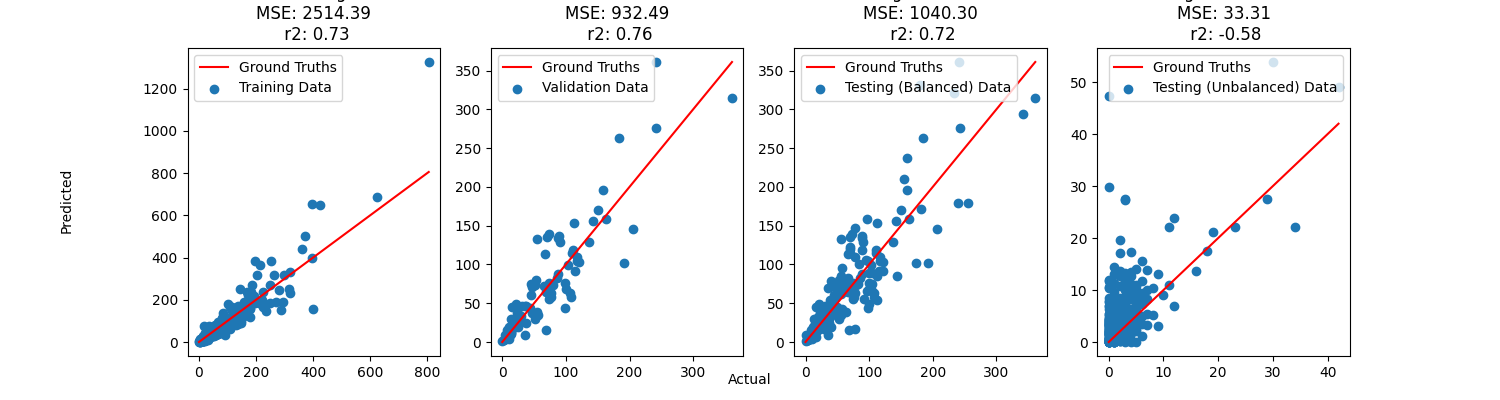 MSE: 2514.39
r2: 0.73
Ground Truths
Training Data
1200
1000
800
600
400
200
0
0 200 400 600 800
MSE: 932.49
r2: 0.76
Ground Truths
Validation Data
350
300
250
200
150
100
50
0
0 100 200 300
MSE: 1040.30
r2: 0.72
Ground Truths
Testing (Balanced) Data
350
300
250
200
150
100
50
0
0 100 200 300
MSE: 33.31
r2: -0.58
Ground Truths
Testing (Unbalanced) Data
50
40
30
20
10
0
0 10 20 30 40
Predicted
Actual